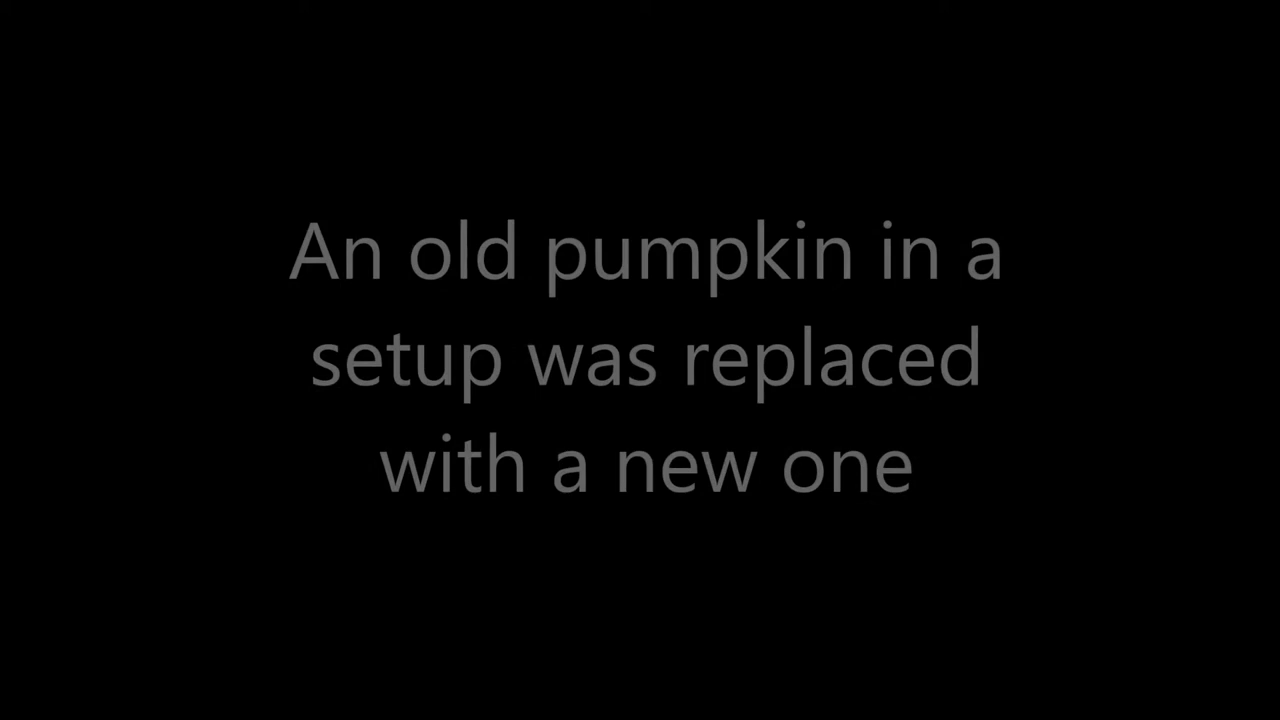 An old pumpkin in a
setup was replaced
with a new one